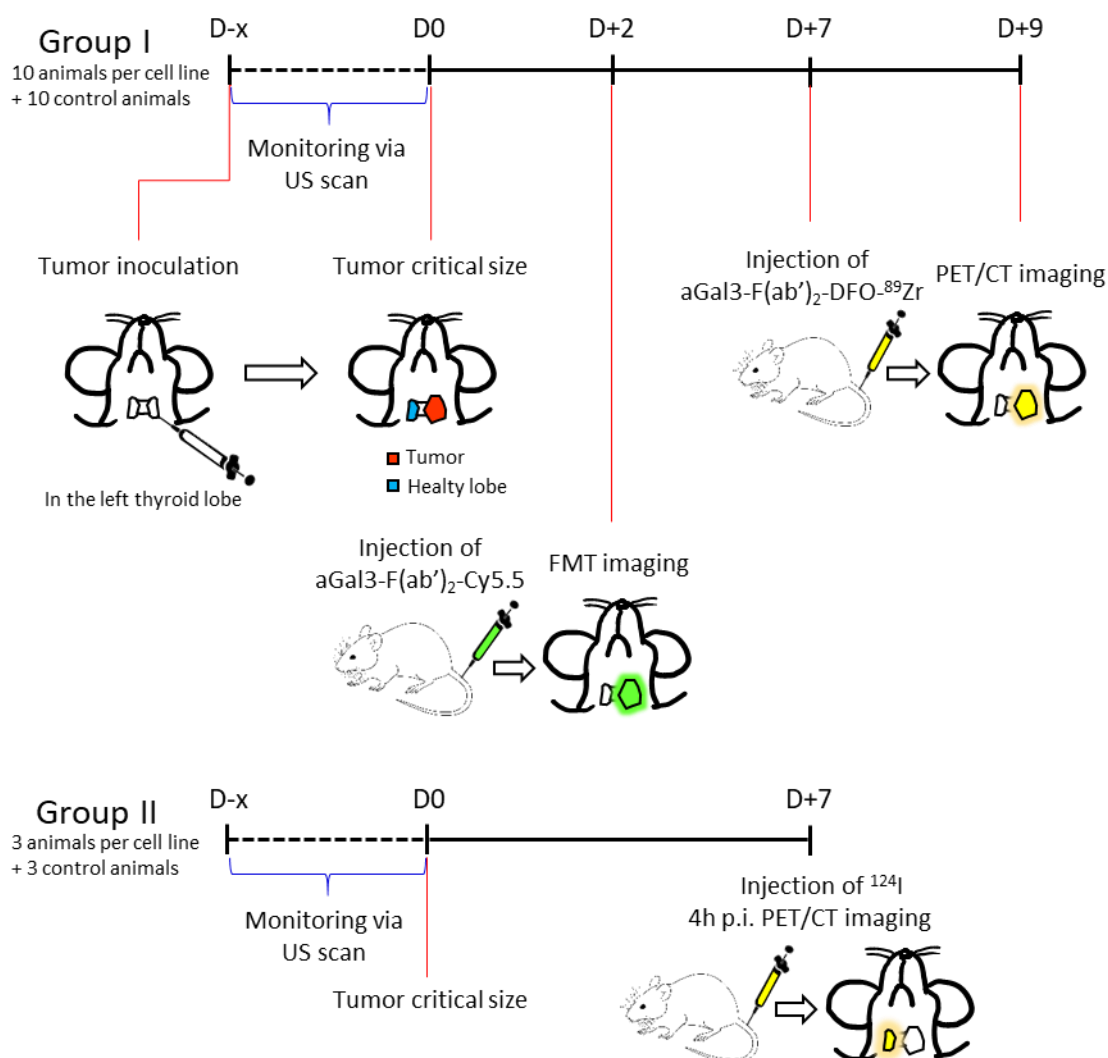 Group I
10 animals per cell line
+ 10 control animals
D-x
D0
D+2
D+7
D+9
Monitoring via
US scan
Tumor inoculation
Tumor critical size
Injection of
aGal3-F(ab’)₂-DFO-⁸⁹Zr
PET/CT imaging
In the left thyroid lobe
Tumor
Healty lobe
Injection of
aGal3-F(ab’)₂-Cy5.5
FMT imaging
Group II
3 animals per cell line
+ 3 control animals
D-x
D0
D+7
Monitoring via
US scan
Tumor critical size
Injection of ¹²⁴I
4h p.i. PET/CT imaging